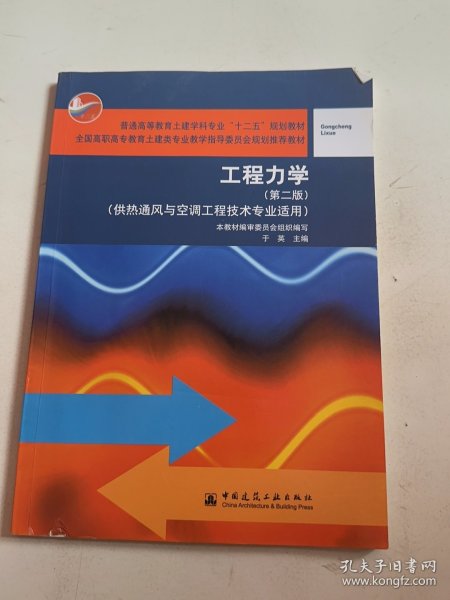 普通高等教育土建学科专业“十二五”规划教材
全国高职高专教育土建类专业教学指导委员会规划推荐教材
Gongcheng
Lixue
工程力学
（第二版）
（供热通风与空调工程技术专业适用）
本教材编审委员会组织编写
于 英 主编
中国建筑工业出版社
China Architecture & Building Press
孔夫子旧书网
www.kongfz.com